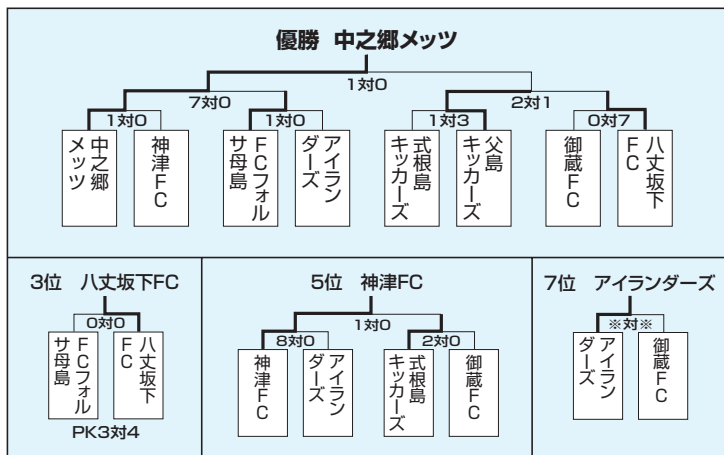 優勝 中之郷メッツ
1対0
7対0
2対1
1対0
1対0
1対3
0対7
中之郷
メッツ
神津FC
FCフォル
サ母島
アイラン
ダーズ
式根島
キッカーズ
父島
キッカーズ
御蔵FC
八丈坂下
FC
3位 八丈坂下FC
0対0
FCフォル
サ母島
八丈坂下
FC
PK3対4
5位 神津FC
1対0
8対0
2対0
神津FC
アイラン
ダーズ
式根島
キッカーズ
御蔵FC
7位 アイランダーズ
※対※
アイラン
ダーズ
御蔵FC